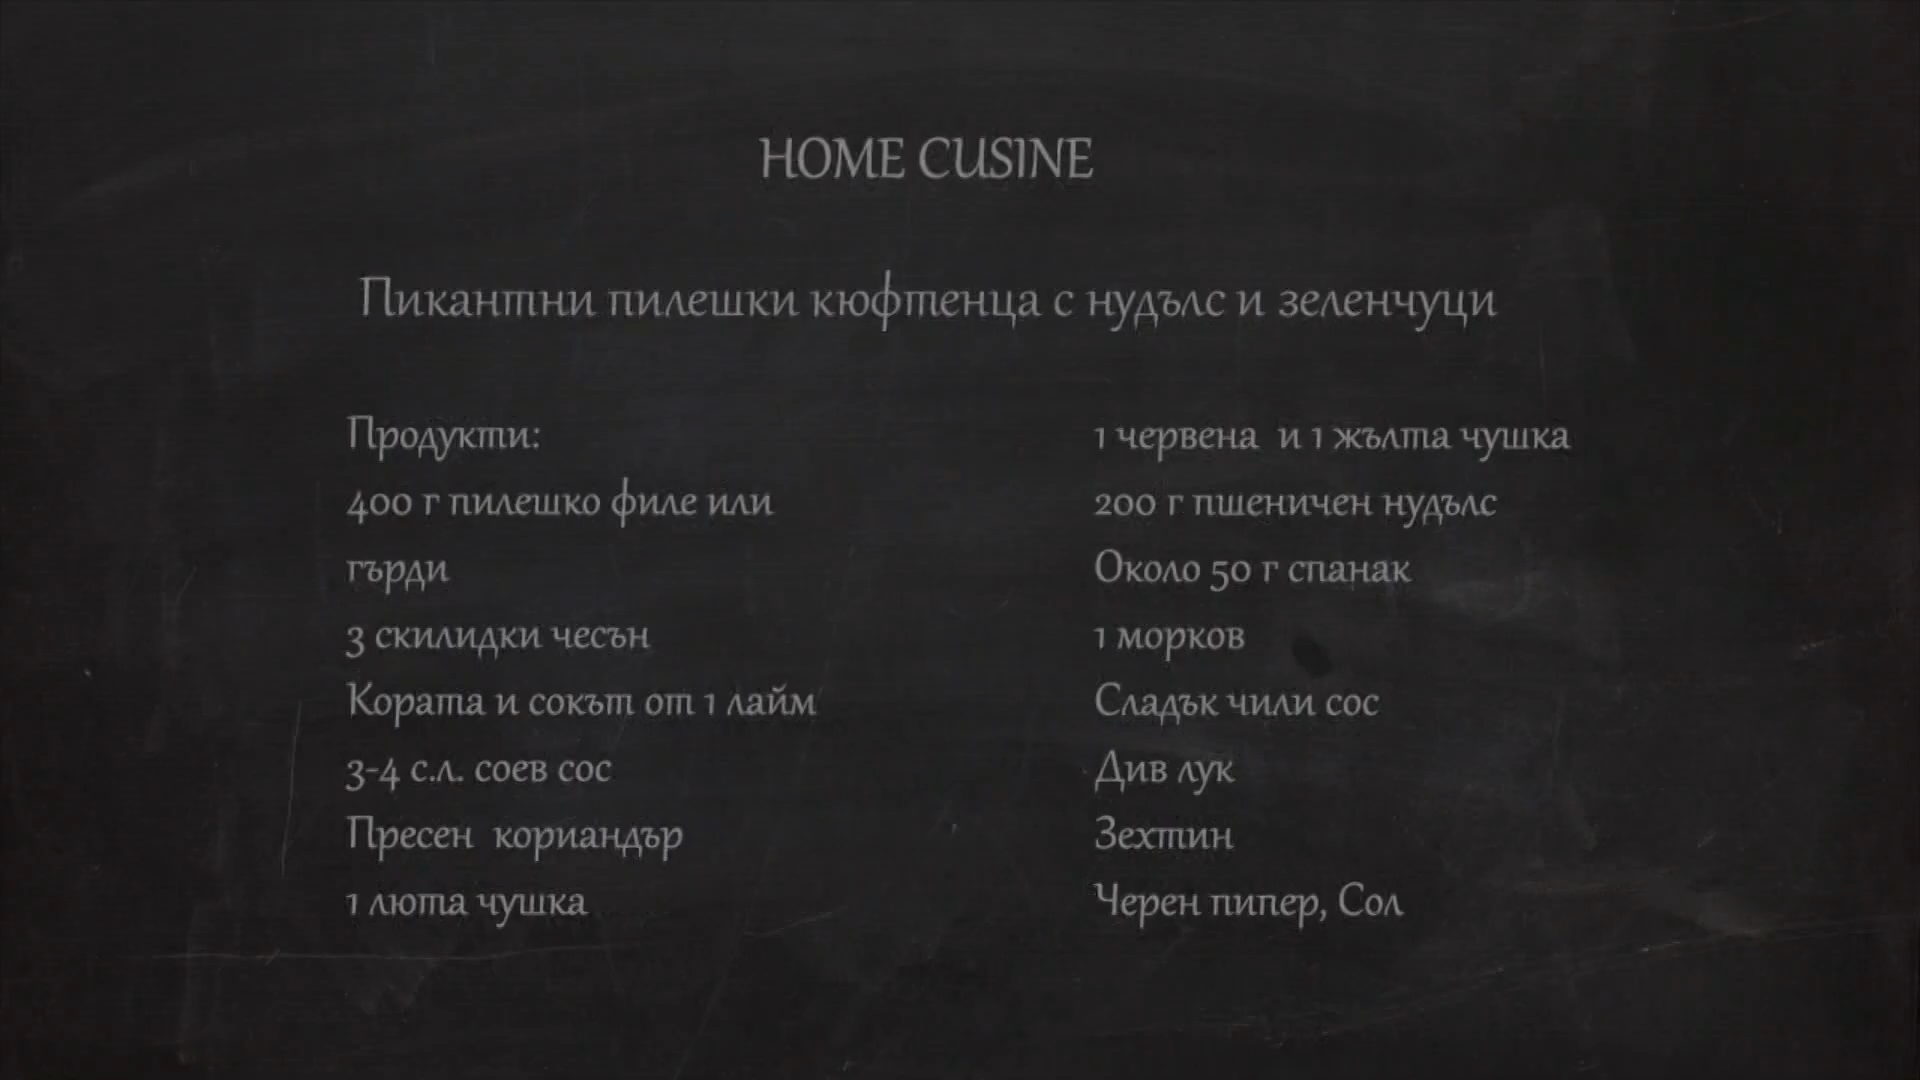 HOME CUSINE
Пикантни пилешки кюфтенца с нудълс и зеленчуци
Продукти:
400 г пилешко филе или
гърди
3 скилидки чесън
Кората и сокът от 1 лайм
3-4 с.л. соев сос
Пресен кориандър
1 люта чушка
1 червена и 1 жълта чушка
200 г пшеничен нудълс
Около 50 г спанак
1 морков
Сладък чили сос
Див лук
Зехтин
Черен пипер, Сол